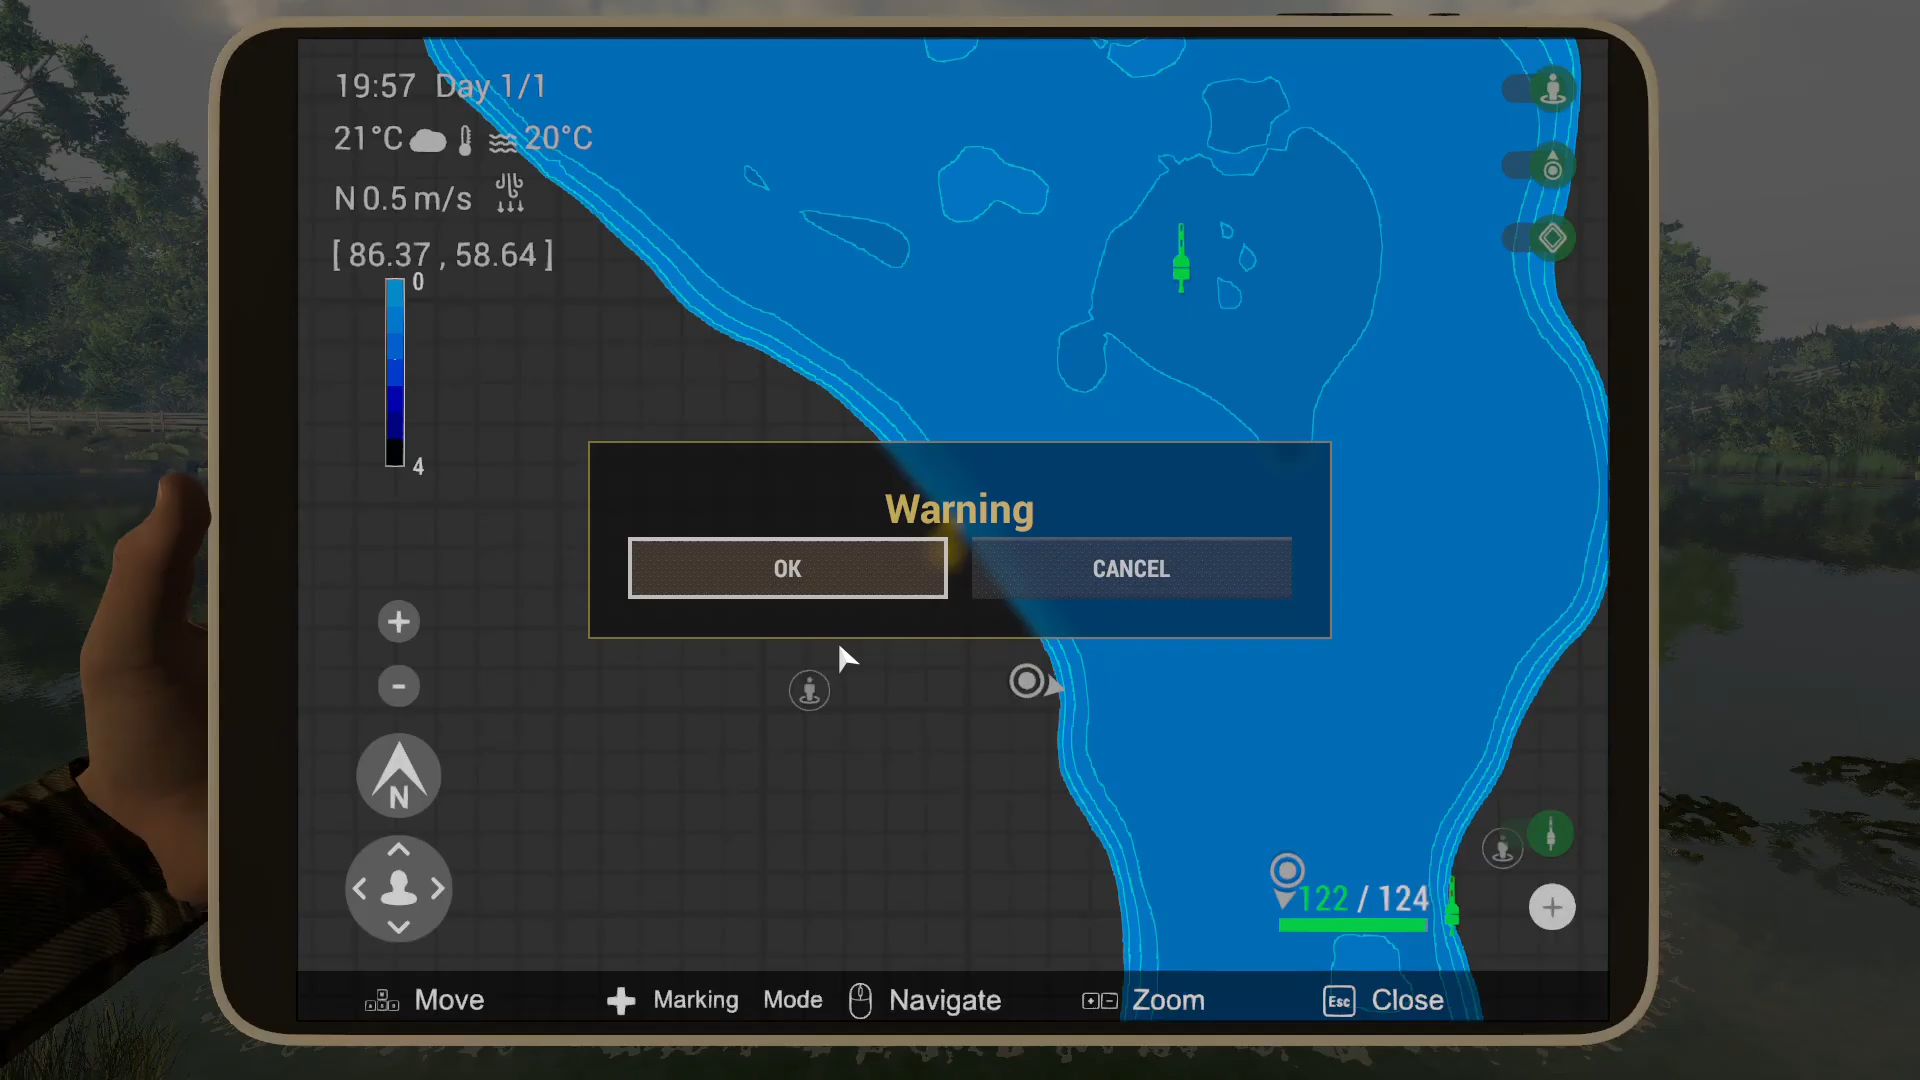 19:57 Day 1/1
21°C 20°C
N 0.5 m/s
[ 86.37 , 58.64 ]
0
4
Warning
OK CANCEL
+
-
N
122 / 124
+
Move Marking Mode Navigate Zoom Esc Close